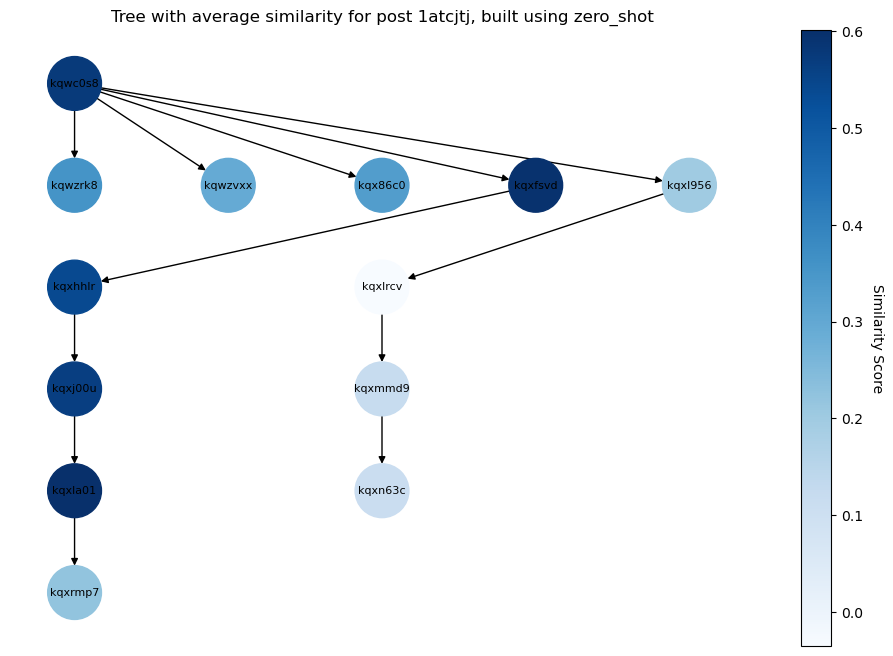 Tree with average similarity for post 1atcjtj, built using zero_shot
kqwc0s8
kqwzrk8
kqwzvxx
kqx86c0
kqxfsvd
kqxl956
kqxhhlr
kqxlrcv
kqxj00u
kqxmmd9
kqxla01
kqxn63c
kqxrmp7
0.6
0.5
0.4
0.3
0.2
0.1
0.0
Similarity Score